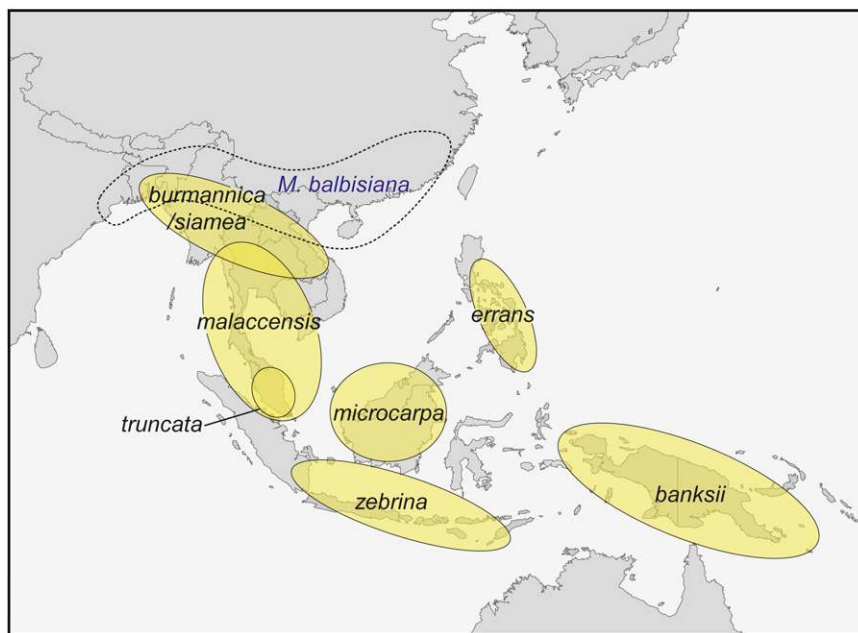 M. balbisiana
burmannica
/siamea
malaccensis
errans
truncata
microcarpa
zebrina
banksii